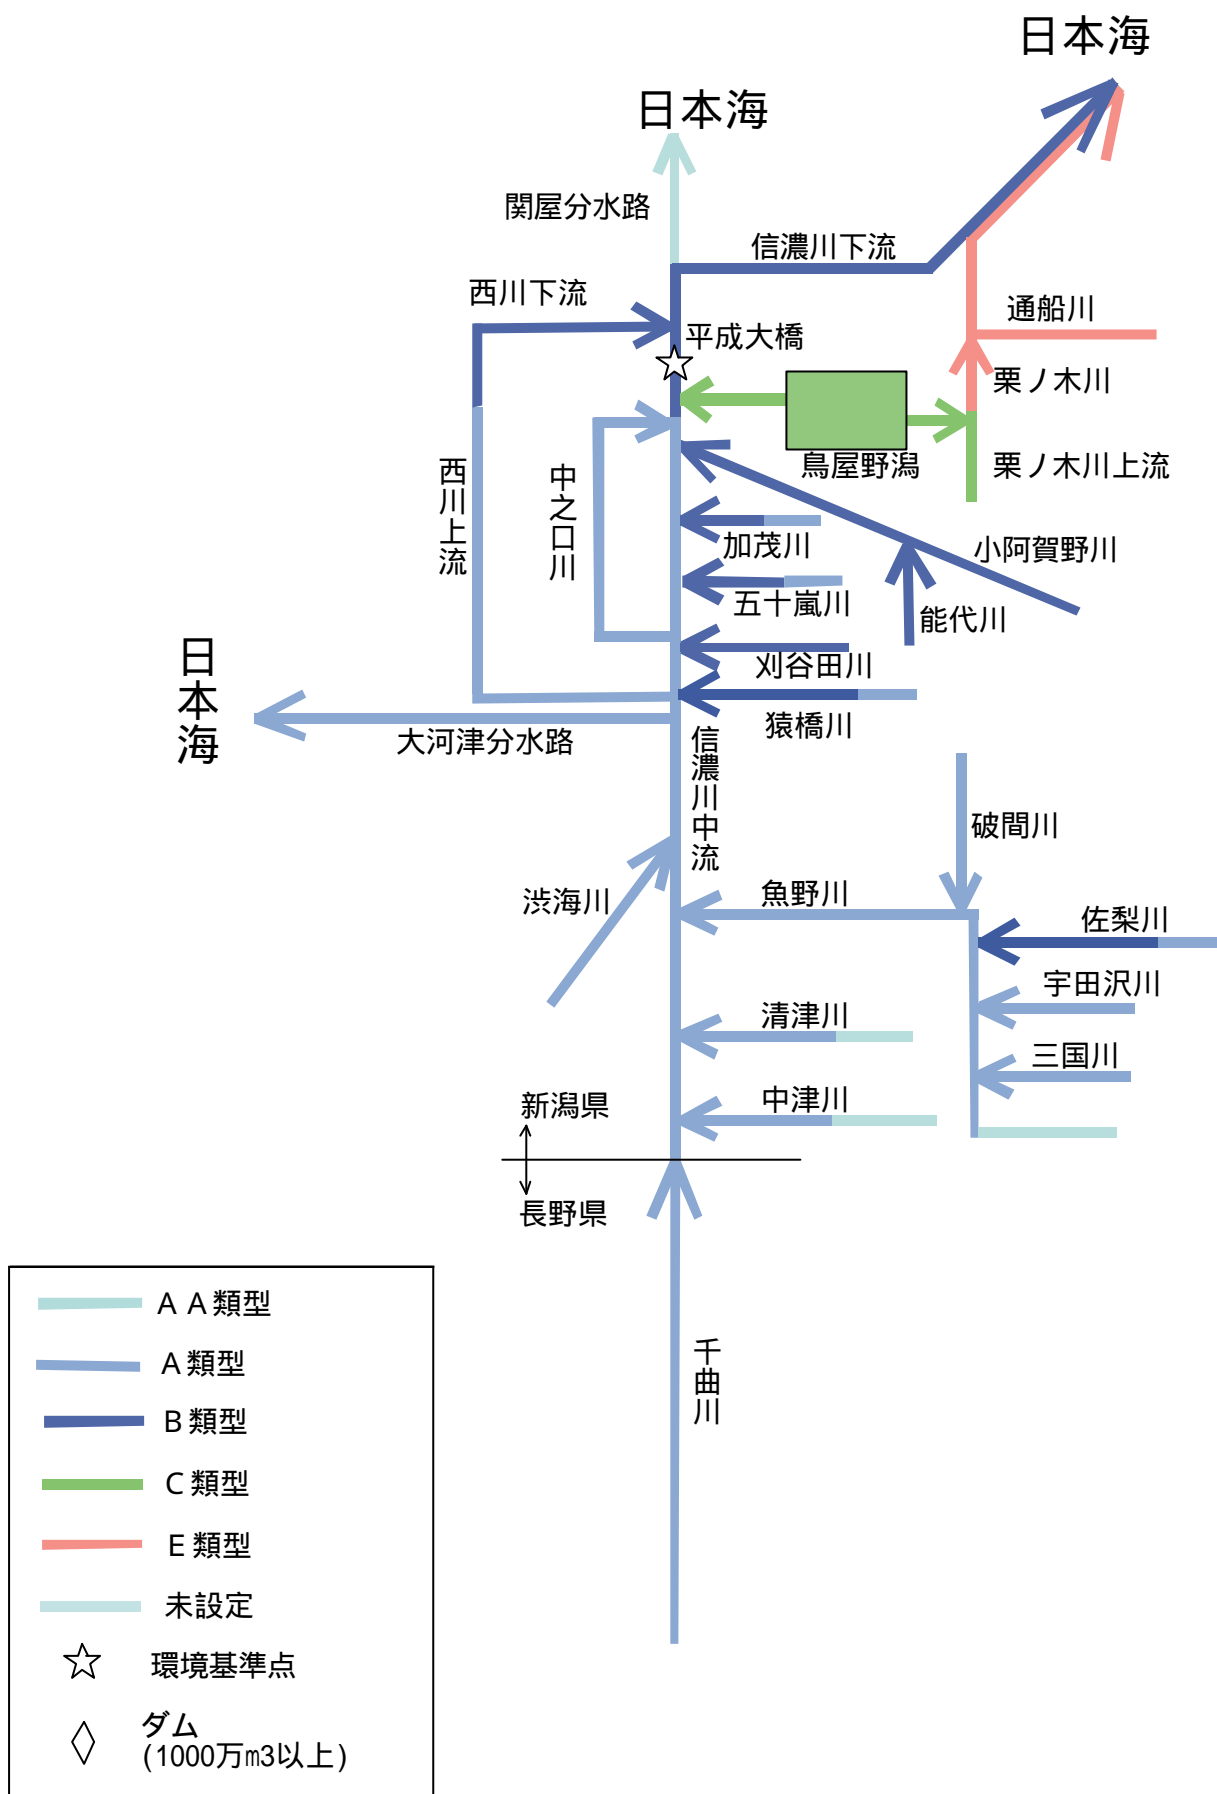 日本海
日本海
関屋分水路
信濃川下流
西川下流
通船川
平成大橋
栗ノ木川
鳥屋野潟
栗ノ木川上流
西川上流
中之口川
加茂川
小阿賀野川
五十嵐川
能代川
日本海
刈谷田川
猿橋川
大河津分水路
信濃川中流
破間川
魚野川
渋海川
佐梨川
宇田沢川
清津川
三国川
中津川
新潟県
長野県
千曲川
ＡＡ類型
Ａ類型
Ｂ類型
Ｃ類型
Ｅ類型
未設定
環境基準点
ダム
(1000万㎥以上)